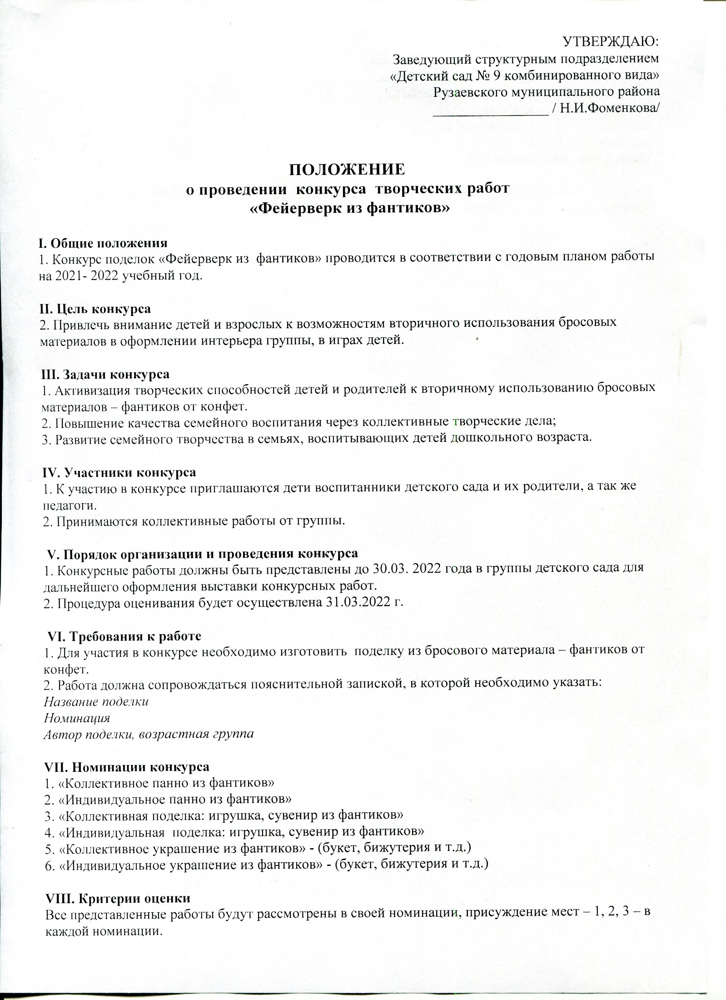 УТВЕРЖДАЮ:
Заведующий структурным подразделением
«Детский сад № 9 комбинированного вида»
Рузаевского муниципального района
_________________ / Н.И.Фоменкова/
ПОЛОЖЕНИЕ
о проведении конкурса творческих работ
«Фейерверк из фантиков»
I. Общие положения
1. Конкурс поделок «Фейерверк из фантиков» проводится в соответствии с годовым планом работы
на 2021- 2022 учебный год.
II. Цель конкурса
2. Привлечь внимание детей и взрослых к возможностям вторичного использования бросовых
материалов в оформлении интерьера группы, в играх детей.
III. Задачи конкурса
1. Активизация творческих способностей детей и родителей к вторичному использованию бросовых
материалов – фантиков от конфет.
2. Повышение качества семейного воспитания через коллективные творческие дела;
3. Развитие семейного творчества в семьях, воспитывающих детей дошкольного возраста.
IV. Участники конкурса
1. К участию в конкурсе приглашаются дети воспитанники детского сада и их родители, а так же
педагоги.
2. Принимаются коллективные работы от группы.
V. Порядок организации и проведения конкурса
1. Конкурсные работы должны быть представлены до 30.03. 2022 года в группы детского сада для
дальнейшего оформления выставки конкурсных работ.
2. Процедура оценивания будет осуществлена 31.03.2022 г.
VI. Требования к работе
1. Для участия в конкурсе необходимо изготовить поделку из бросового материала – фантиков от
конфет.
2. Работа должна сопровождаться пояснительной запиской, в которой необходимо указать:
Название поделки
Номинация
Автор поделки, возрастная группа
VII. Номинации конкурса
1. «Коллективное панно из фантиков»
2. «Индивидуальное панно из фантиков»
3. «Коллективная поделка: игрушка, сувенир из фантиков»
4. «Индивидуальная поделка: игрушка, сувенир из фантиков»
5. «Коллективное украшение из фантиков» - (букет, бижутерия и т.д.)
6. «Индивидуальное украшение из фантиков» - (букет, бижутерия и т.д.)
VIII. Критерии оценки
Все представленные работы будут рассмотрены в своей номинации, присуждение мест – 1, 2, 3 – в
каждой номинации.